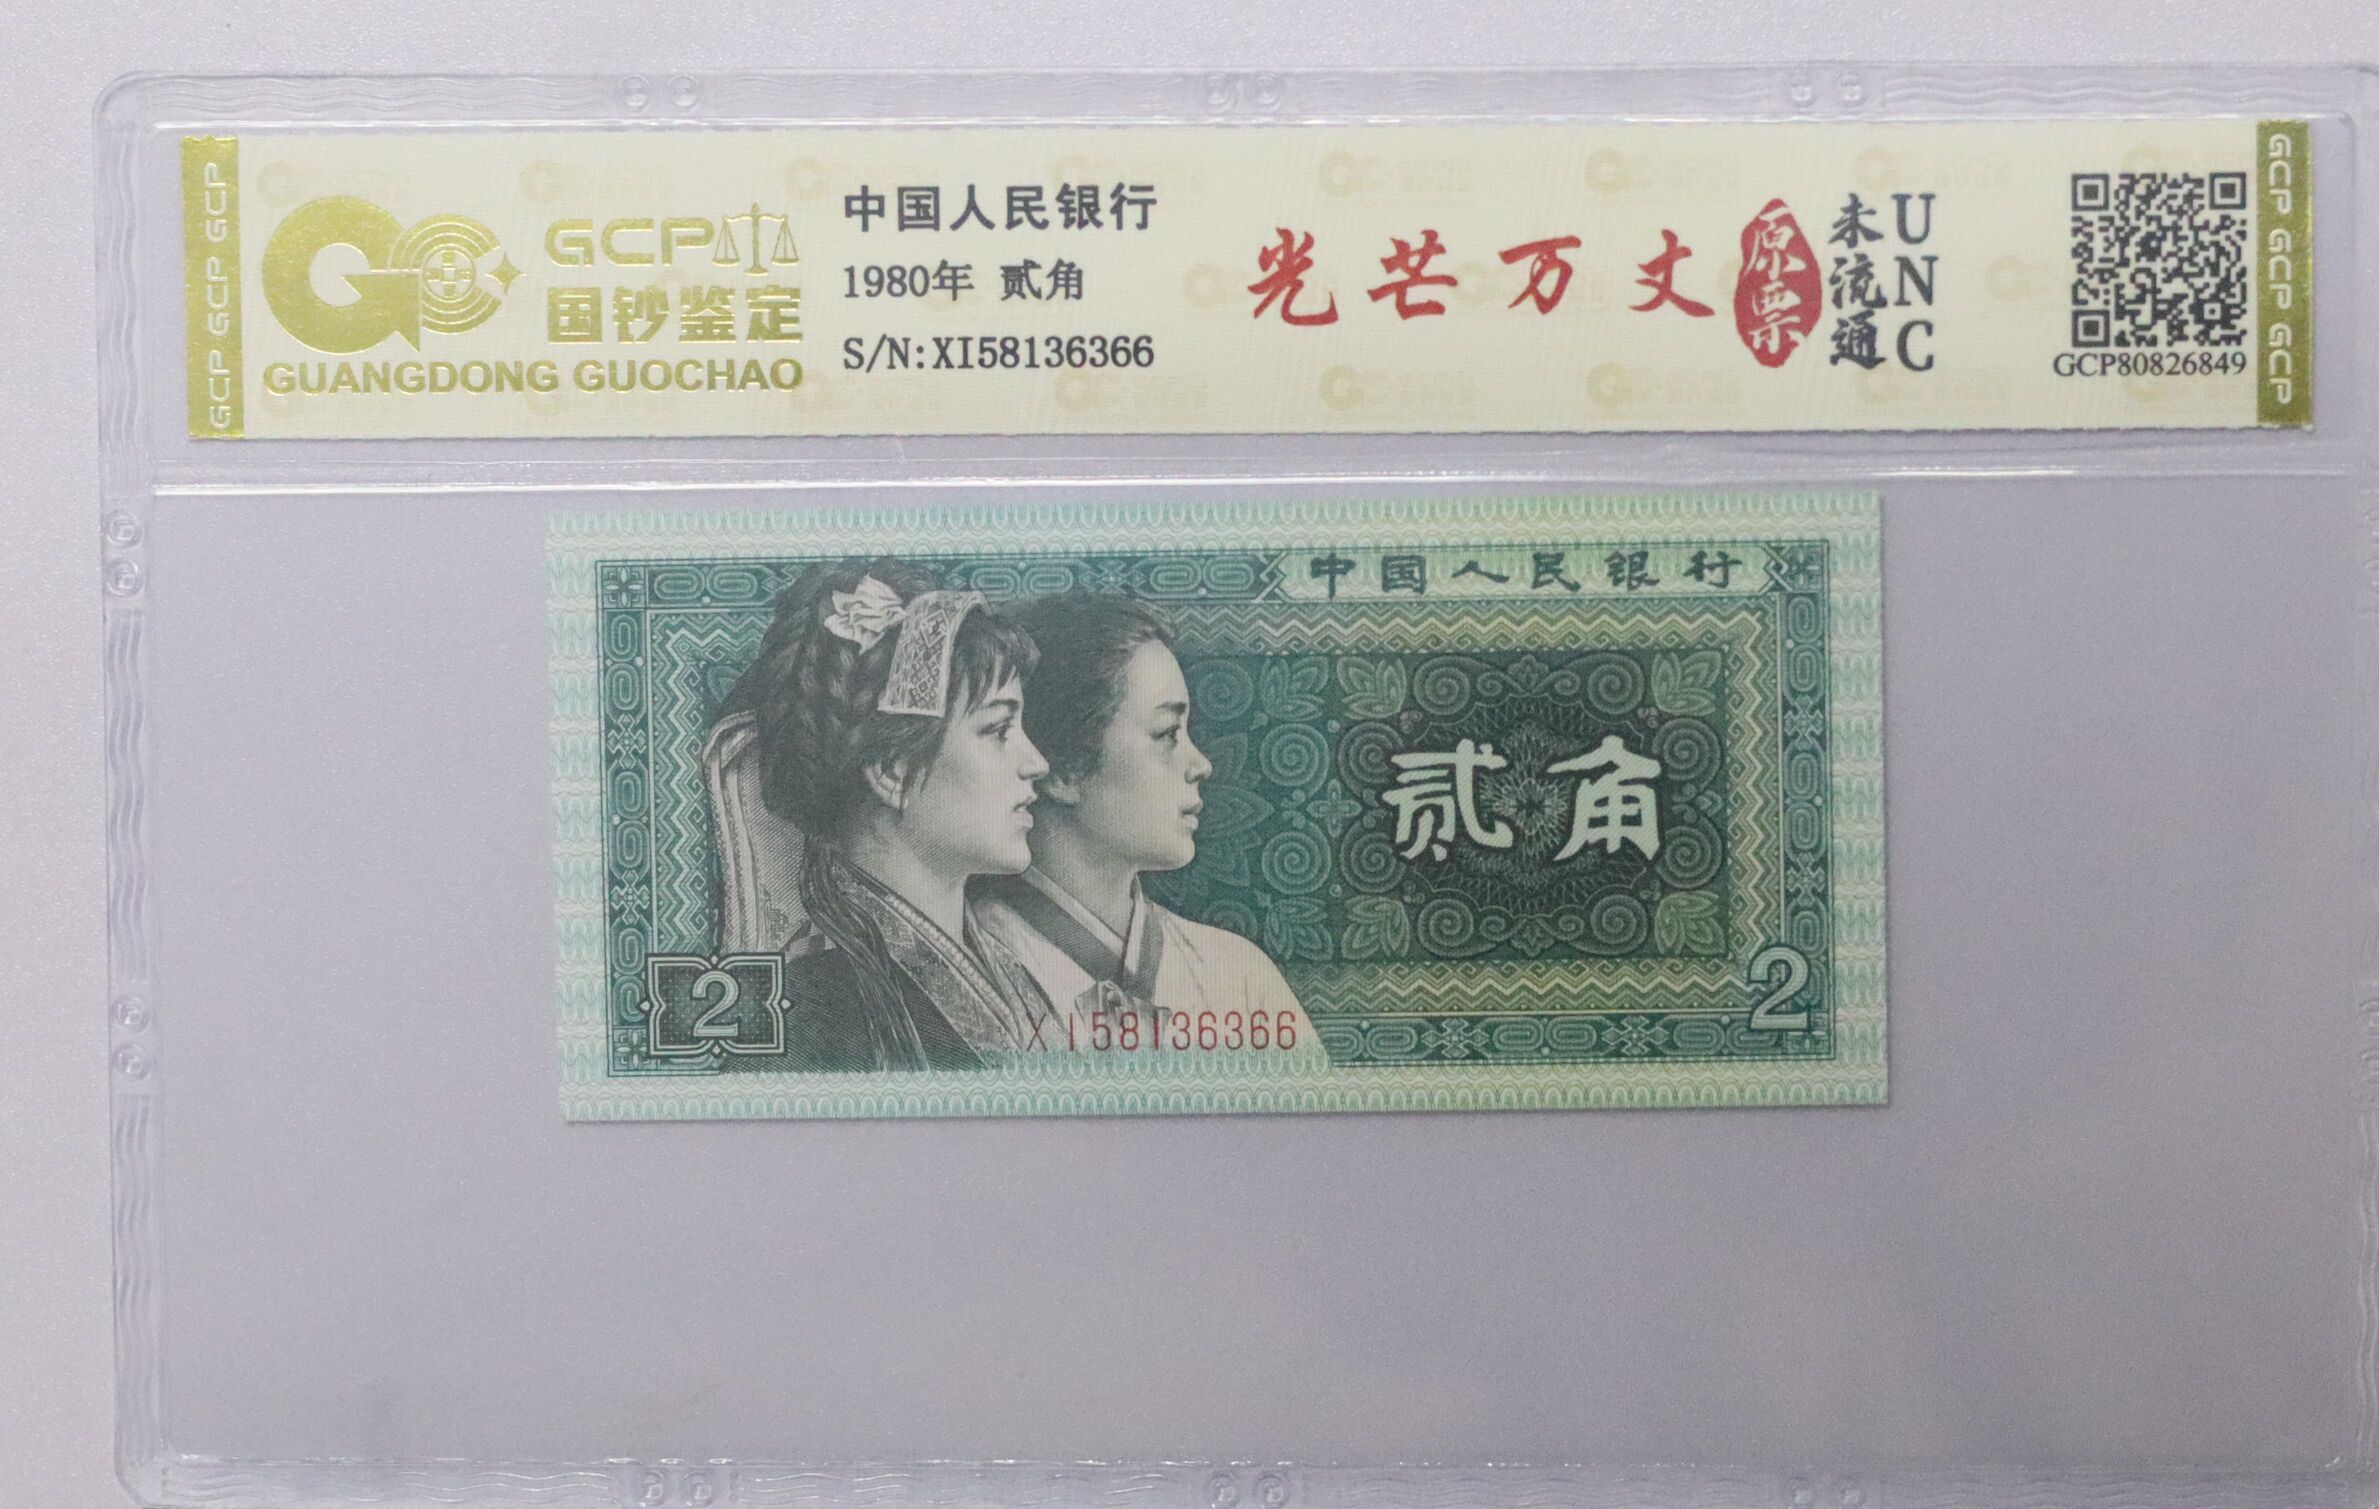 GCP GCP GCP
GCP
国钞鉴定
GUANGDONG GUOCHAO
中国人民银行
1980年 贰角
S/N:XI58136366
光芒万丈
原票
未流通
UNC
GCP80826849
GCP GCP GCP
中国人民银行
贰角
2
XI58136366
2